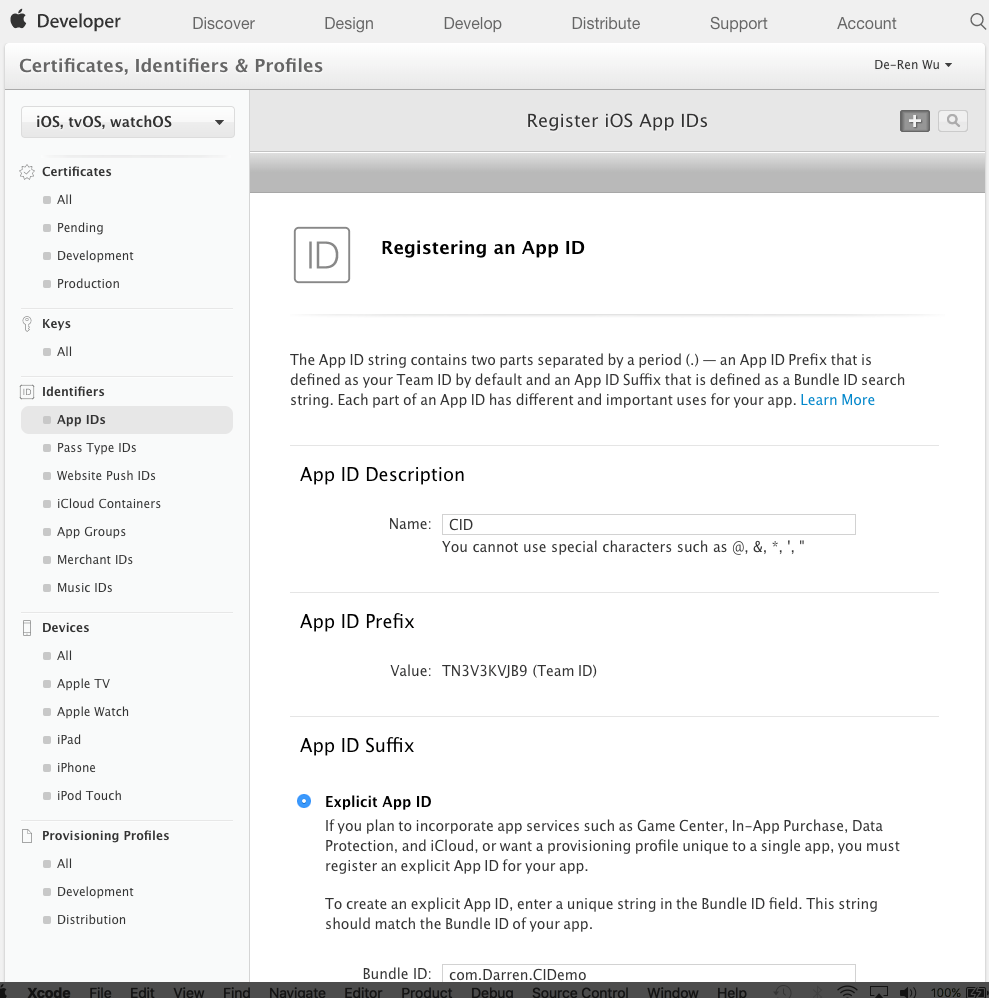 Developer
Discover
Design
Develop
Distribute
Support
Account
Certificates, Identifiers & Profiles
De-Ren Wu
iOS, tvOS, watchOS
Register iOS App IDs
Certificates
All
Pending
Development
Production
Keys
All
ID Identifiers
App IDs
Pass Type IDs
Website Push IDs
iCloud Containers
App Groups
Merchant IDs
Music IDs
Devices
All
Apple TV
Apple Watch
iPad
iPhone
iPod Touch
Provisioning Profiles
All
Development
Distribution
ID
Registering an App ID
The App ID string contains two parts separated by a period (.) — an App ID Prefix that is
defined as your Team ID by default and an App ID Suffix that is defined as a Bundle ID search
string. Each part of an App ID has different and important uses for your app. Learn More
App ID Description
Name: CID
You cannot use special characters such as @, &, *, ', "
App ID Prefix
Value: TN3V3KVJB9 (Team ID)
App ID Suffix
Explicit App ID
If you plan to incorporate app services such as Game Center, In-App Purchase, Data
Protection, and iCloud, or want a provisioning profile unique to a single app, you must
register an explicit App ID for your app.
To create an explicit App ID, enter a unique string in the Bundle ID field. This string
should match the Bundle ID of your app.
Bundle ID: com.Darren.CIDemo
Xcode File Edit View Find Navigate Editor Product Debug Source Control Window Help 100%